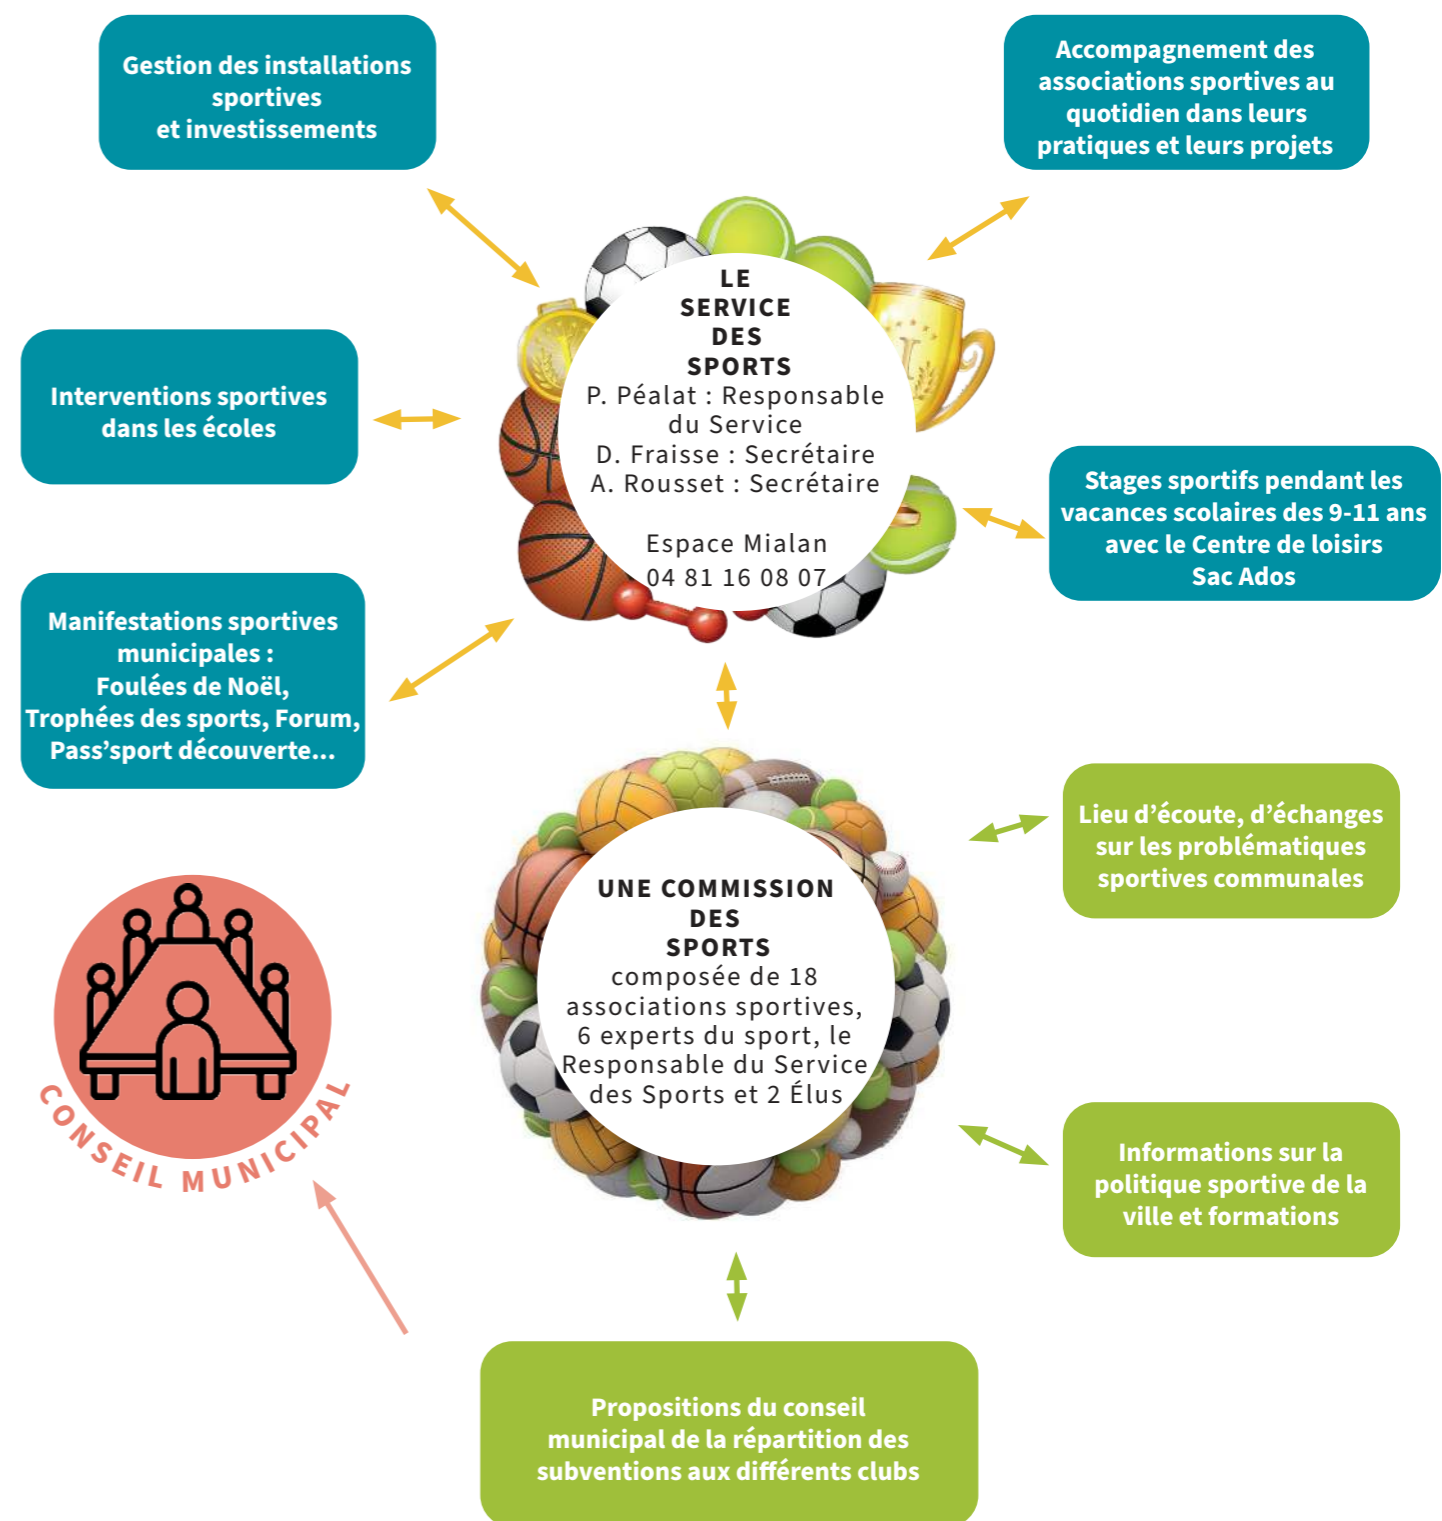 Gestion des installations
sportives
et investissements
Accompagnement des
associations sportives au
quotidien dans leurs
pratiques et leurs projets
LE
SERVICE
DES
SPORTS
P. Péalat : Responsable
du Service
D. Fraisse : Secrétaire
A. Rousset : Secrétaire
Espace Mialan
04 81 16 08 07
Interventions sportives
dans les écoles
Stages sportifs pendant les
vacances scolaires des 9-11 ans
avec le Centre de loisirs
Sac Ados
Manifestations sportives
municipales :
Foulées de Noël,
Trophées des sports, Forum,
Pass’sport découverte...
Lieu d’écoute, d’échanges
sur les problématiques
sportives communales
UNE COMMISSION
DES
SPORTS
composée de 18
associations sportives,
6 experts du sport, le
Responsable du Service
des Sports et 2 Élus
CONSEIL MUNICIPAL
Informations sur la
politique sportive de la
ville et formations
Propositions du conseil
municipal de la répartition des
subventions aux différents clubs